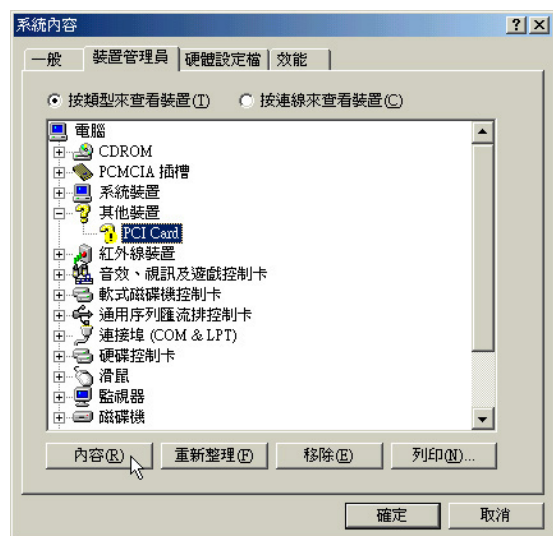 系統內容
一般 裝置管理員 硬體設定檔 效能
按類型來查看裝置(T) 按連線來查看裝置(C)
電腦
CDROM
PCMCIA 插槽
系統裝置
其他裝置
PCI Card
紅外線裝置
音效、視訊及遊戲控制卡
軟式磁碟機控制卡
通用序列匯流排控制卡
連接埠 (COM & LPT)
硬碟控制卡
滑鼠
監視器
磁碟機
內容(R) 重新整理(F) 移除(E) 列印(N)...
確定 取消